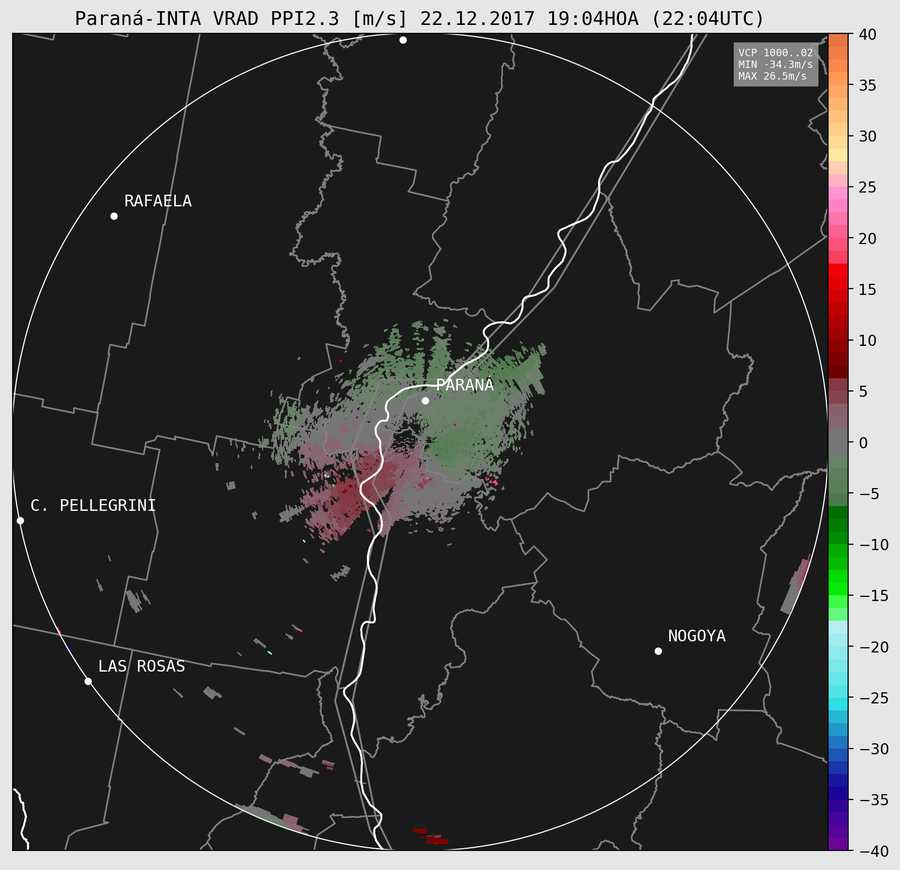 Paraná-INTA VRAD PPI2.3 [m/s] 22.12.2017 19:04HOA (22:04UTC)
VCP 1000..02
MIN -34.3m/s
MAX 26.5m/s
RAFAELA
PARANÁ
C. PELLEGRINI
NOGOYA
LAS ROSAS
40
35
30
25
20
15
10
5
0
−5
−10
−15
−20
−25
−30
−35
−40